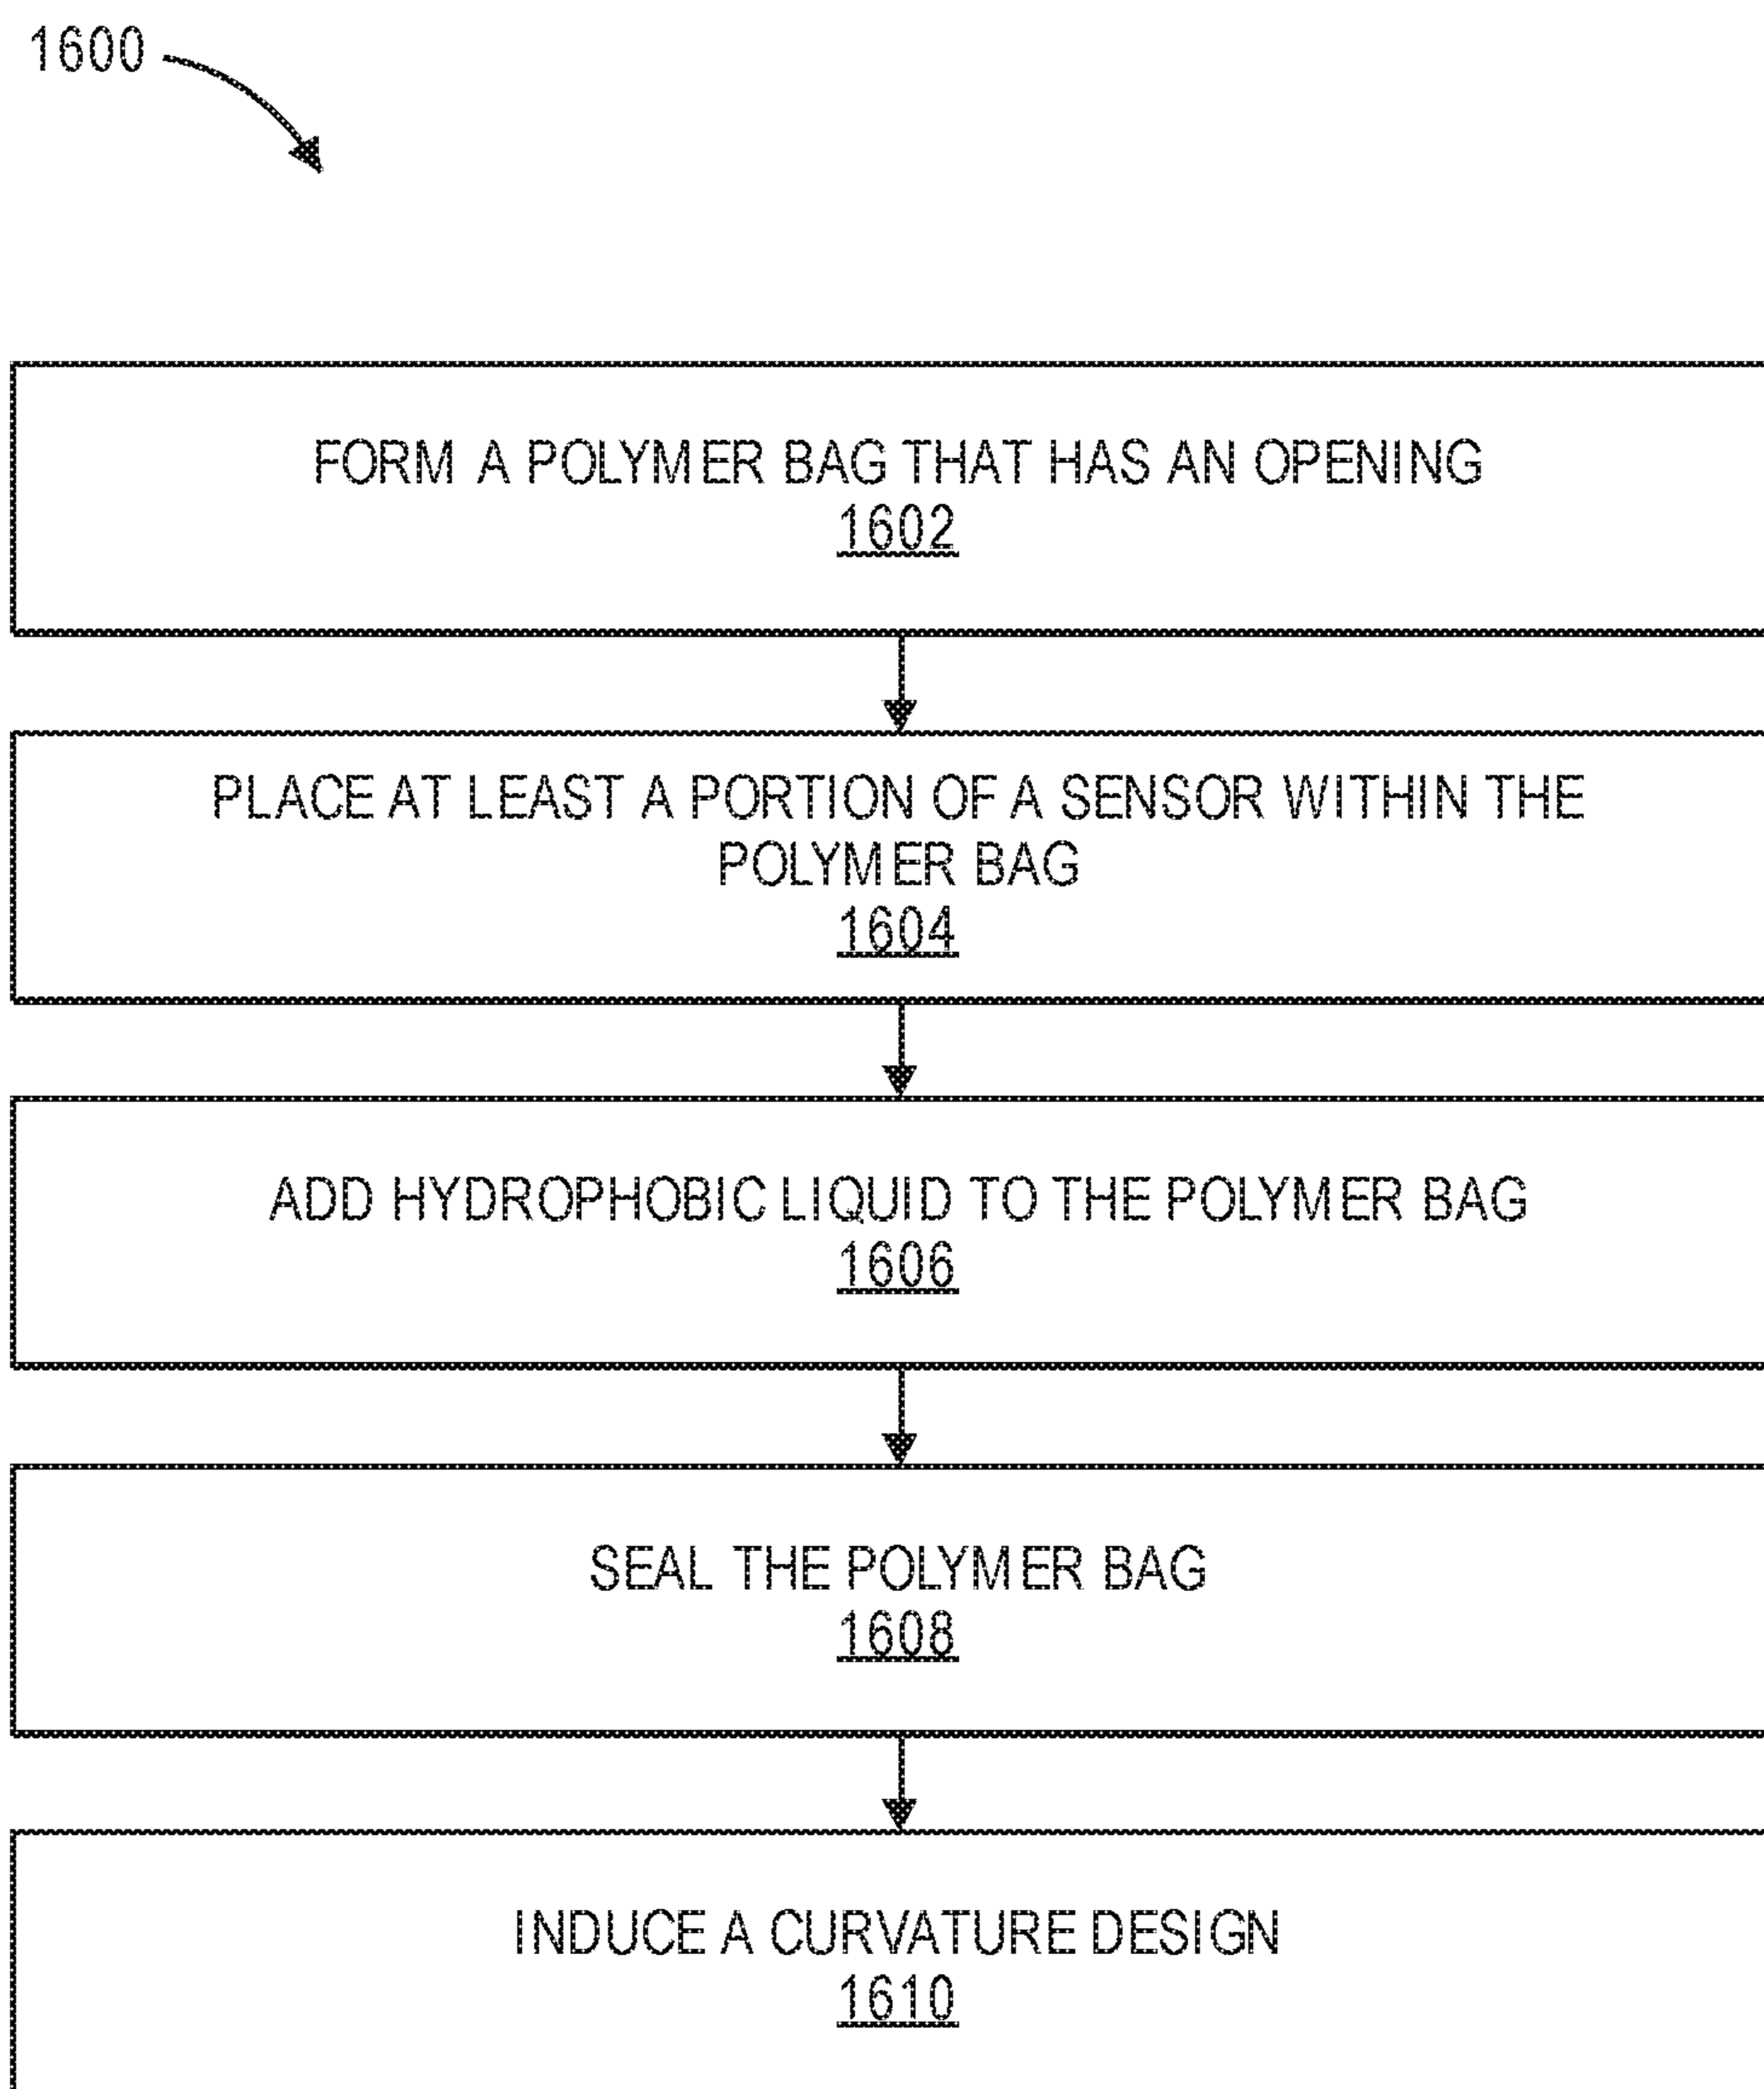 1600
FORM A POLYMER BAG THAT HAS AN OPENING
1602
PLACE AT LEAST A PORTION OF A SENSOR WITHIN THE
POLYMER BAG
1604
ADD HYDROPHOBIC LIQUID TO THE POLYMER BAG
1606
SEAL THE POLYMER BAG
1608
INDUCE A CURVATURE DESIGN
1610